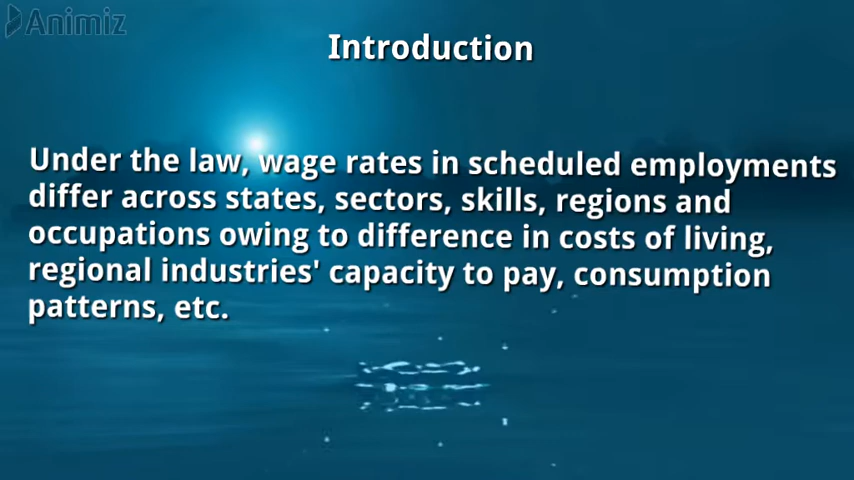 Animiz
Introduction
Under the law, wage rates in scheduled employments
differ across states, sectors, skills, regions and
occupations owing to difference in costs of living,
regional industries' capacity to pay, consumption
patterns, etc.